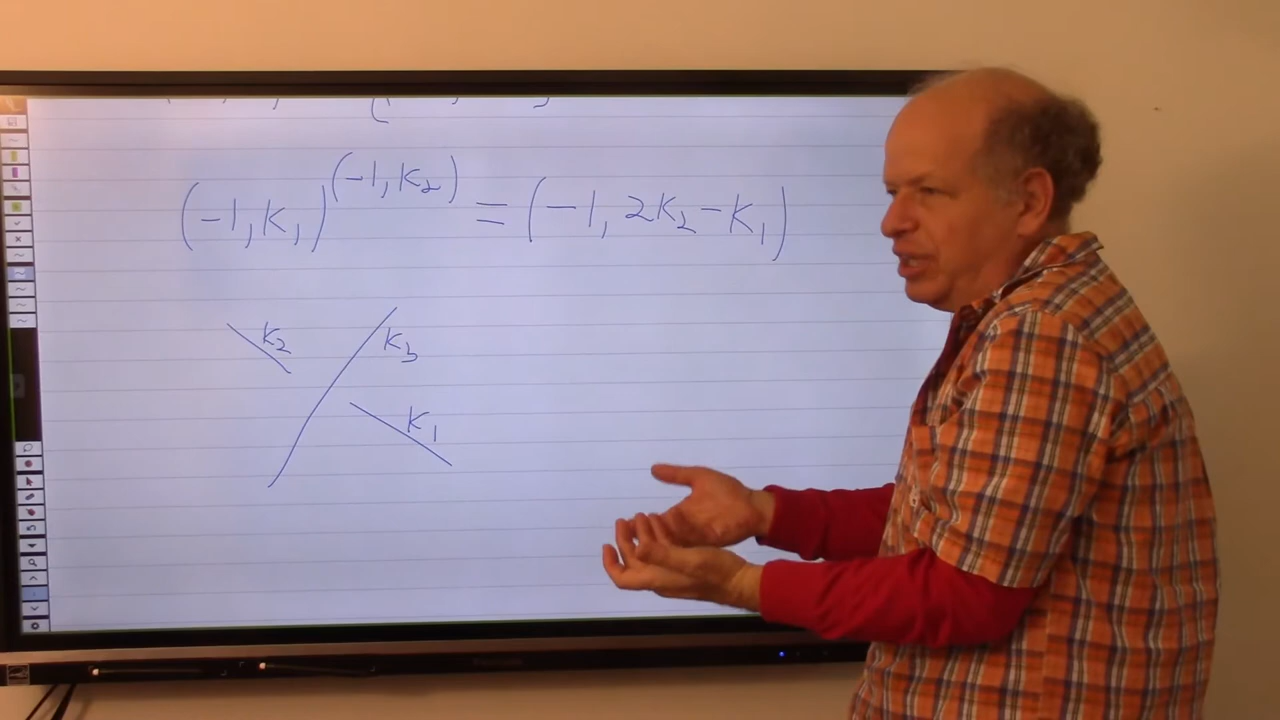 (-1, K₁)^(-1, K₂) = (-1, 2K₂ - K₁)
K₂ K₃
K₁